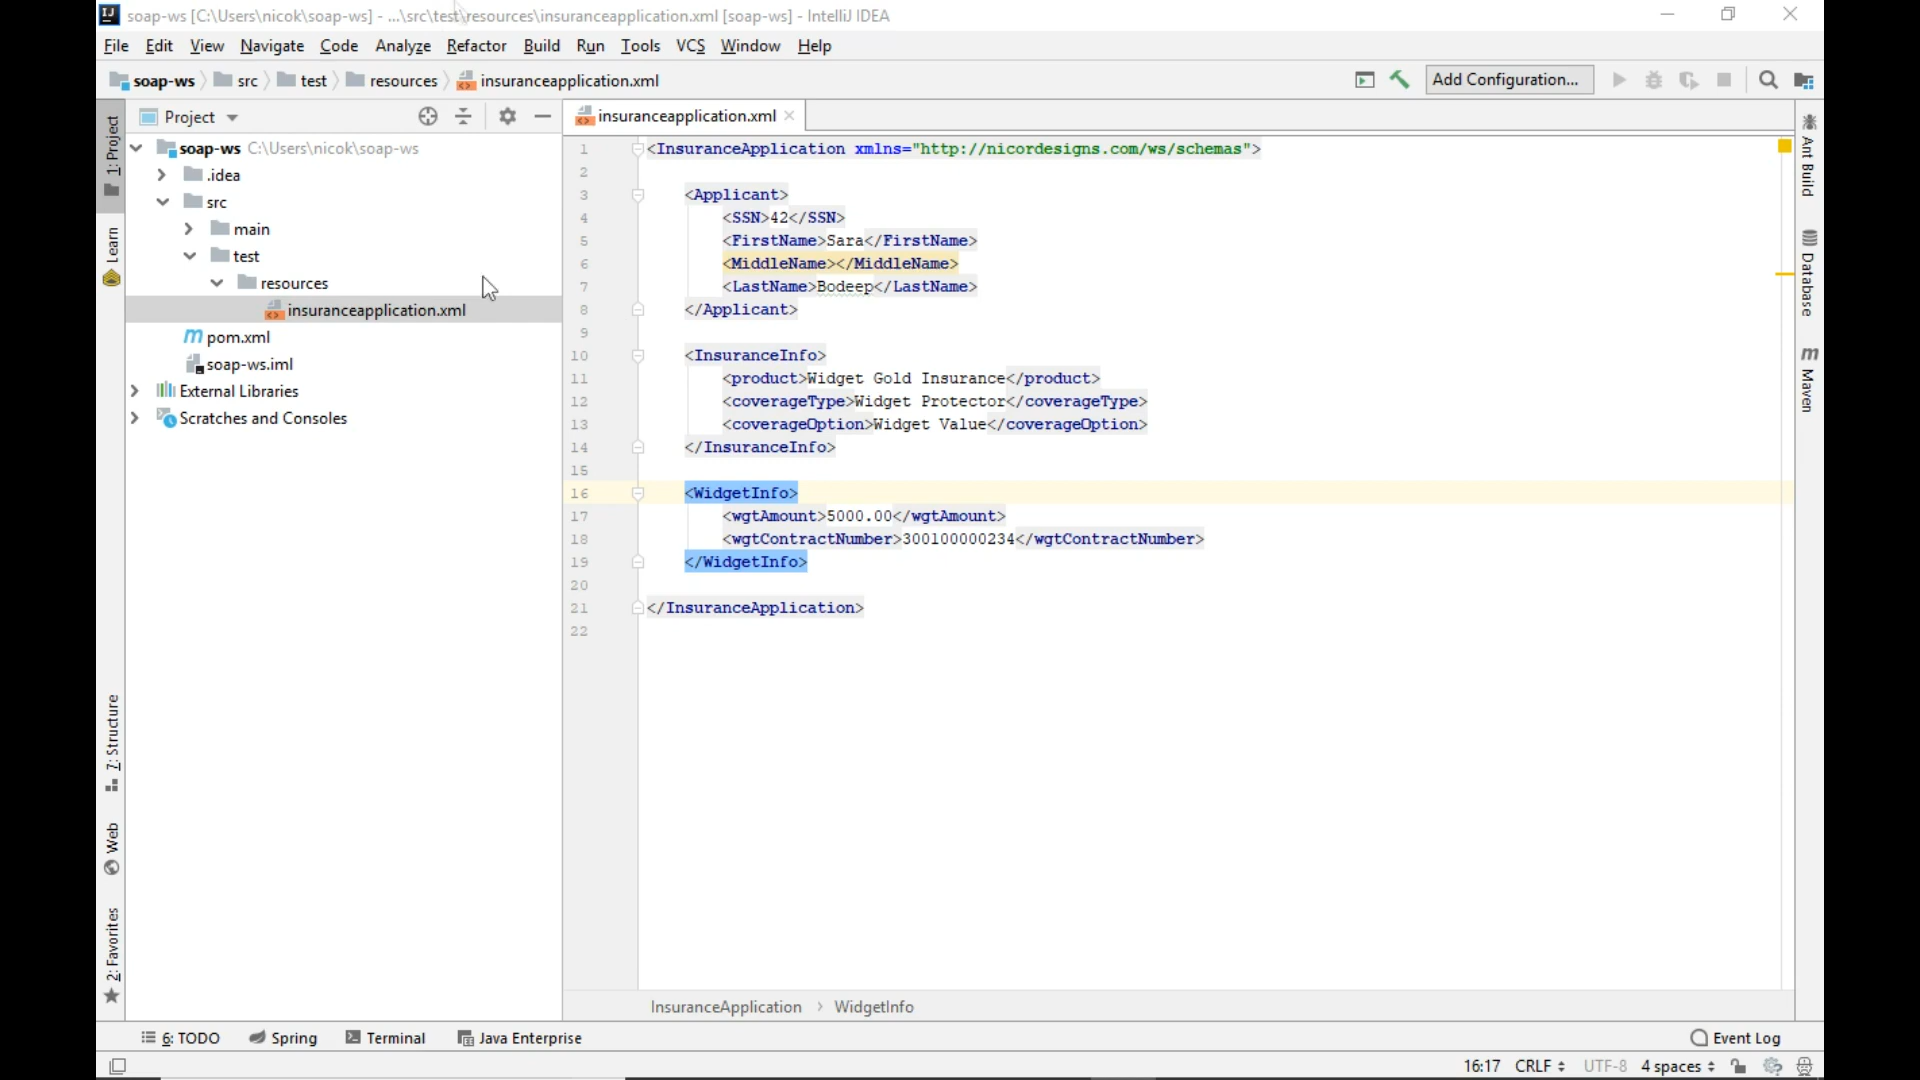 soap-ws [C:\Users\nicok\soap-ws] - ...\src\test\resources\insuranceapplication.xml [soap-ws] - IntelliJ IDEA
File Edit View Navigate Code Analyze Refactor Build Run Tools VCS Window Help
soap-ws src test resources insuranceapplication.xml Add Configuration...
1: Project
Learn
7: Structure
Web
2: Favorites
Project
soap-ws C:\Users\nicok\soap-ws
.idea
src
main
test
resources
insuranceapplication.xml
pom.xml
soap-ws.iml
External Libraries
Scratches and Consoles
insuranceapplication.xml
1 <InsuranceApplication xmlns="http://nicordesigns.com/ws/schemas">
2
3 <Applicant>
4 <SSN>42</SSN>
5 <FirstName>Sara</FirstName>
6 <MiddleName></MiddleName>
7 <LastName>Bodeep</LastName>
8 </Applicant>
9
10 <InsuranceInfo>
11 <product>Widget Gold Insurance</product>
12 <coverageType>Widget Protector</coverageType>
13 <coverageOption>Widget Value</coverageOption>
14 </InsuranceInfo>
15
16 <WidgetInfo>
17 <wgtAmount>5000.00</wgtAmount>
18 <wgtContractNumber>300100000234</wgtContractNumber>
19 </WidgetInfo>
20
21 </InsuranceApplication>
22
InsuranceApplication › WidgetInfo
Ant Build
Database
Maven
6: TODO Spring Terminal Java Enterprise Event Log
16:17 CRLF UTF-8 4 spaces